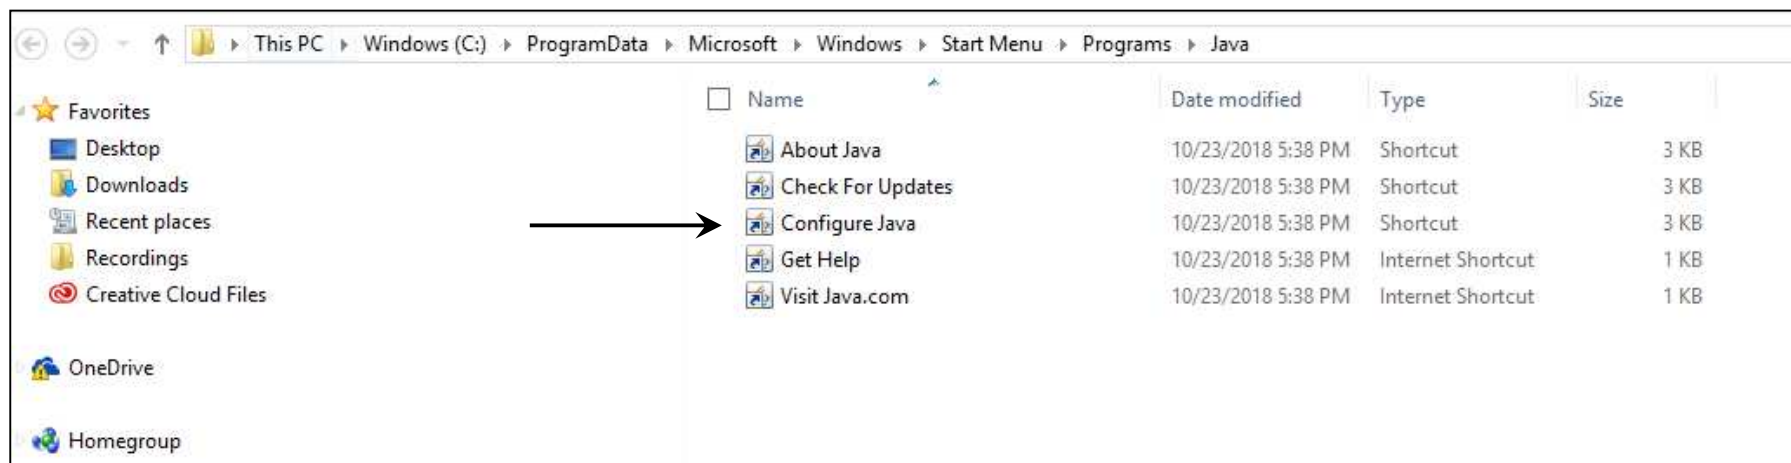 This PC Windows (C:) ProgramData Microsoft Windows Start Menu Programs Java
Favorites
Desktop
Downloads
Recent places
Recordings
Creative Cloud Files
OneDrive
Homegroup
Name Date modified Type Size
About Java 10/23/2018 5:38 PM Shortcut 3 KB
Check For Updates 10/23/2018 5:38 PM Shortcut 3 KB
Configure Java 10/23/2018 5:38 PM Shortcut 3 KB
Get Help 10/23/2018 5:38 PM Internet Shortcut 1 KB
Visit Java.com 10/23/2018 5:38 PM Internet Shortcut 1 KB